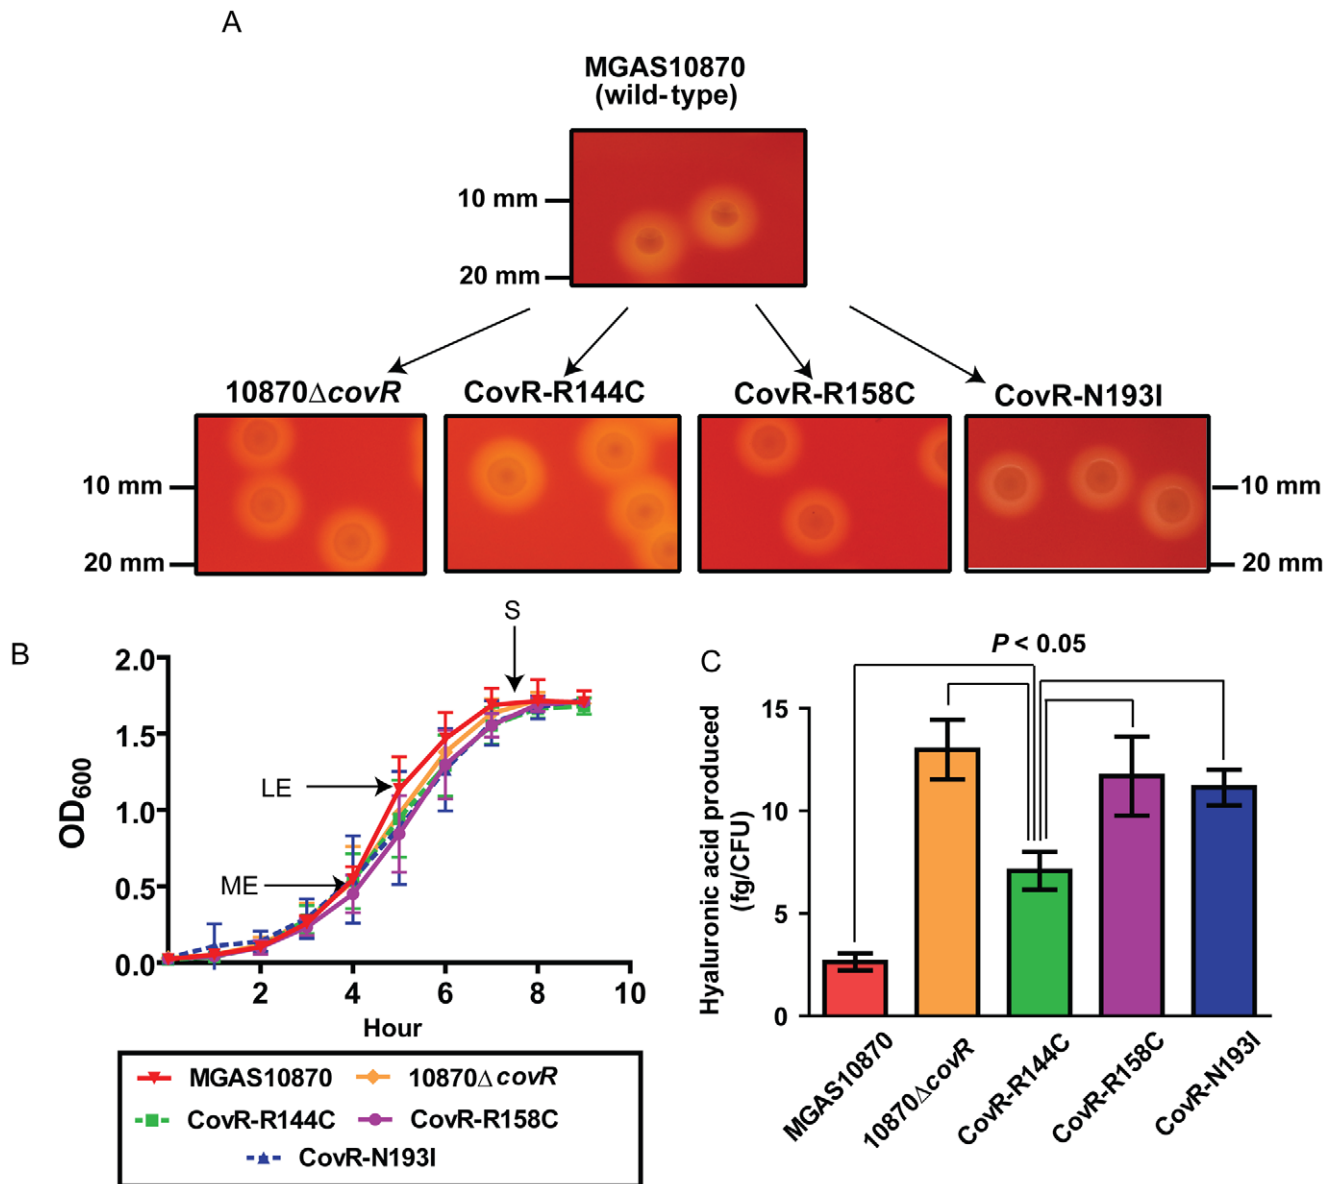 A
MGAS10870
(wild-type)
10 mm
20 mm
10870ΔcovR
CovR-R144C
CovR-R158C
CovR-N193I
10 mm
20 mm
10 mm
20 mm
B
S
LE
ME
OD600
2.0
1.5
1.0
0.5
0.0
2 4 6 8 10
Hour
MGAS10870
10870ΔcovR
CovR-R144C
CovR-R158C
CovR-N193I
C
P < 0.05
Hyaluronic acid produced
(fg/CFU)
15
10
5
0
MGAS10870
10870ΔcovR
CovR-R144C
CovR-R158C
CovR-N193I